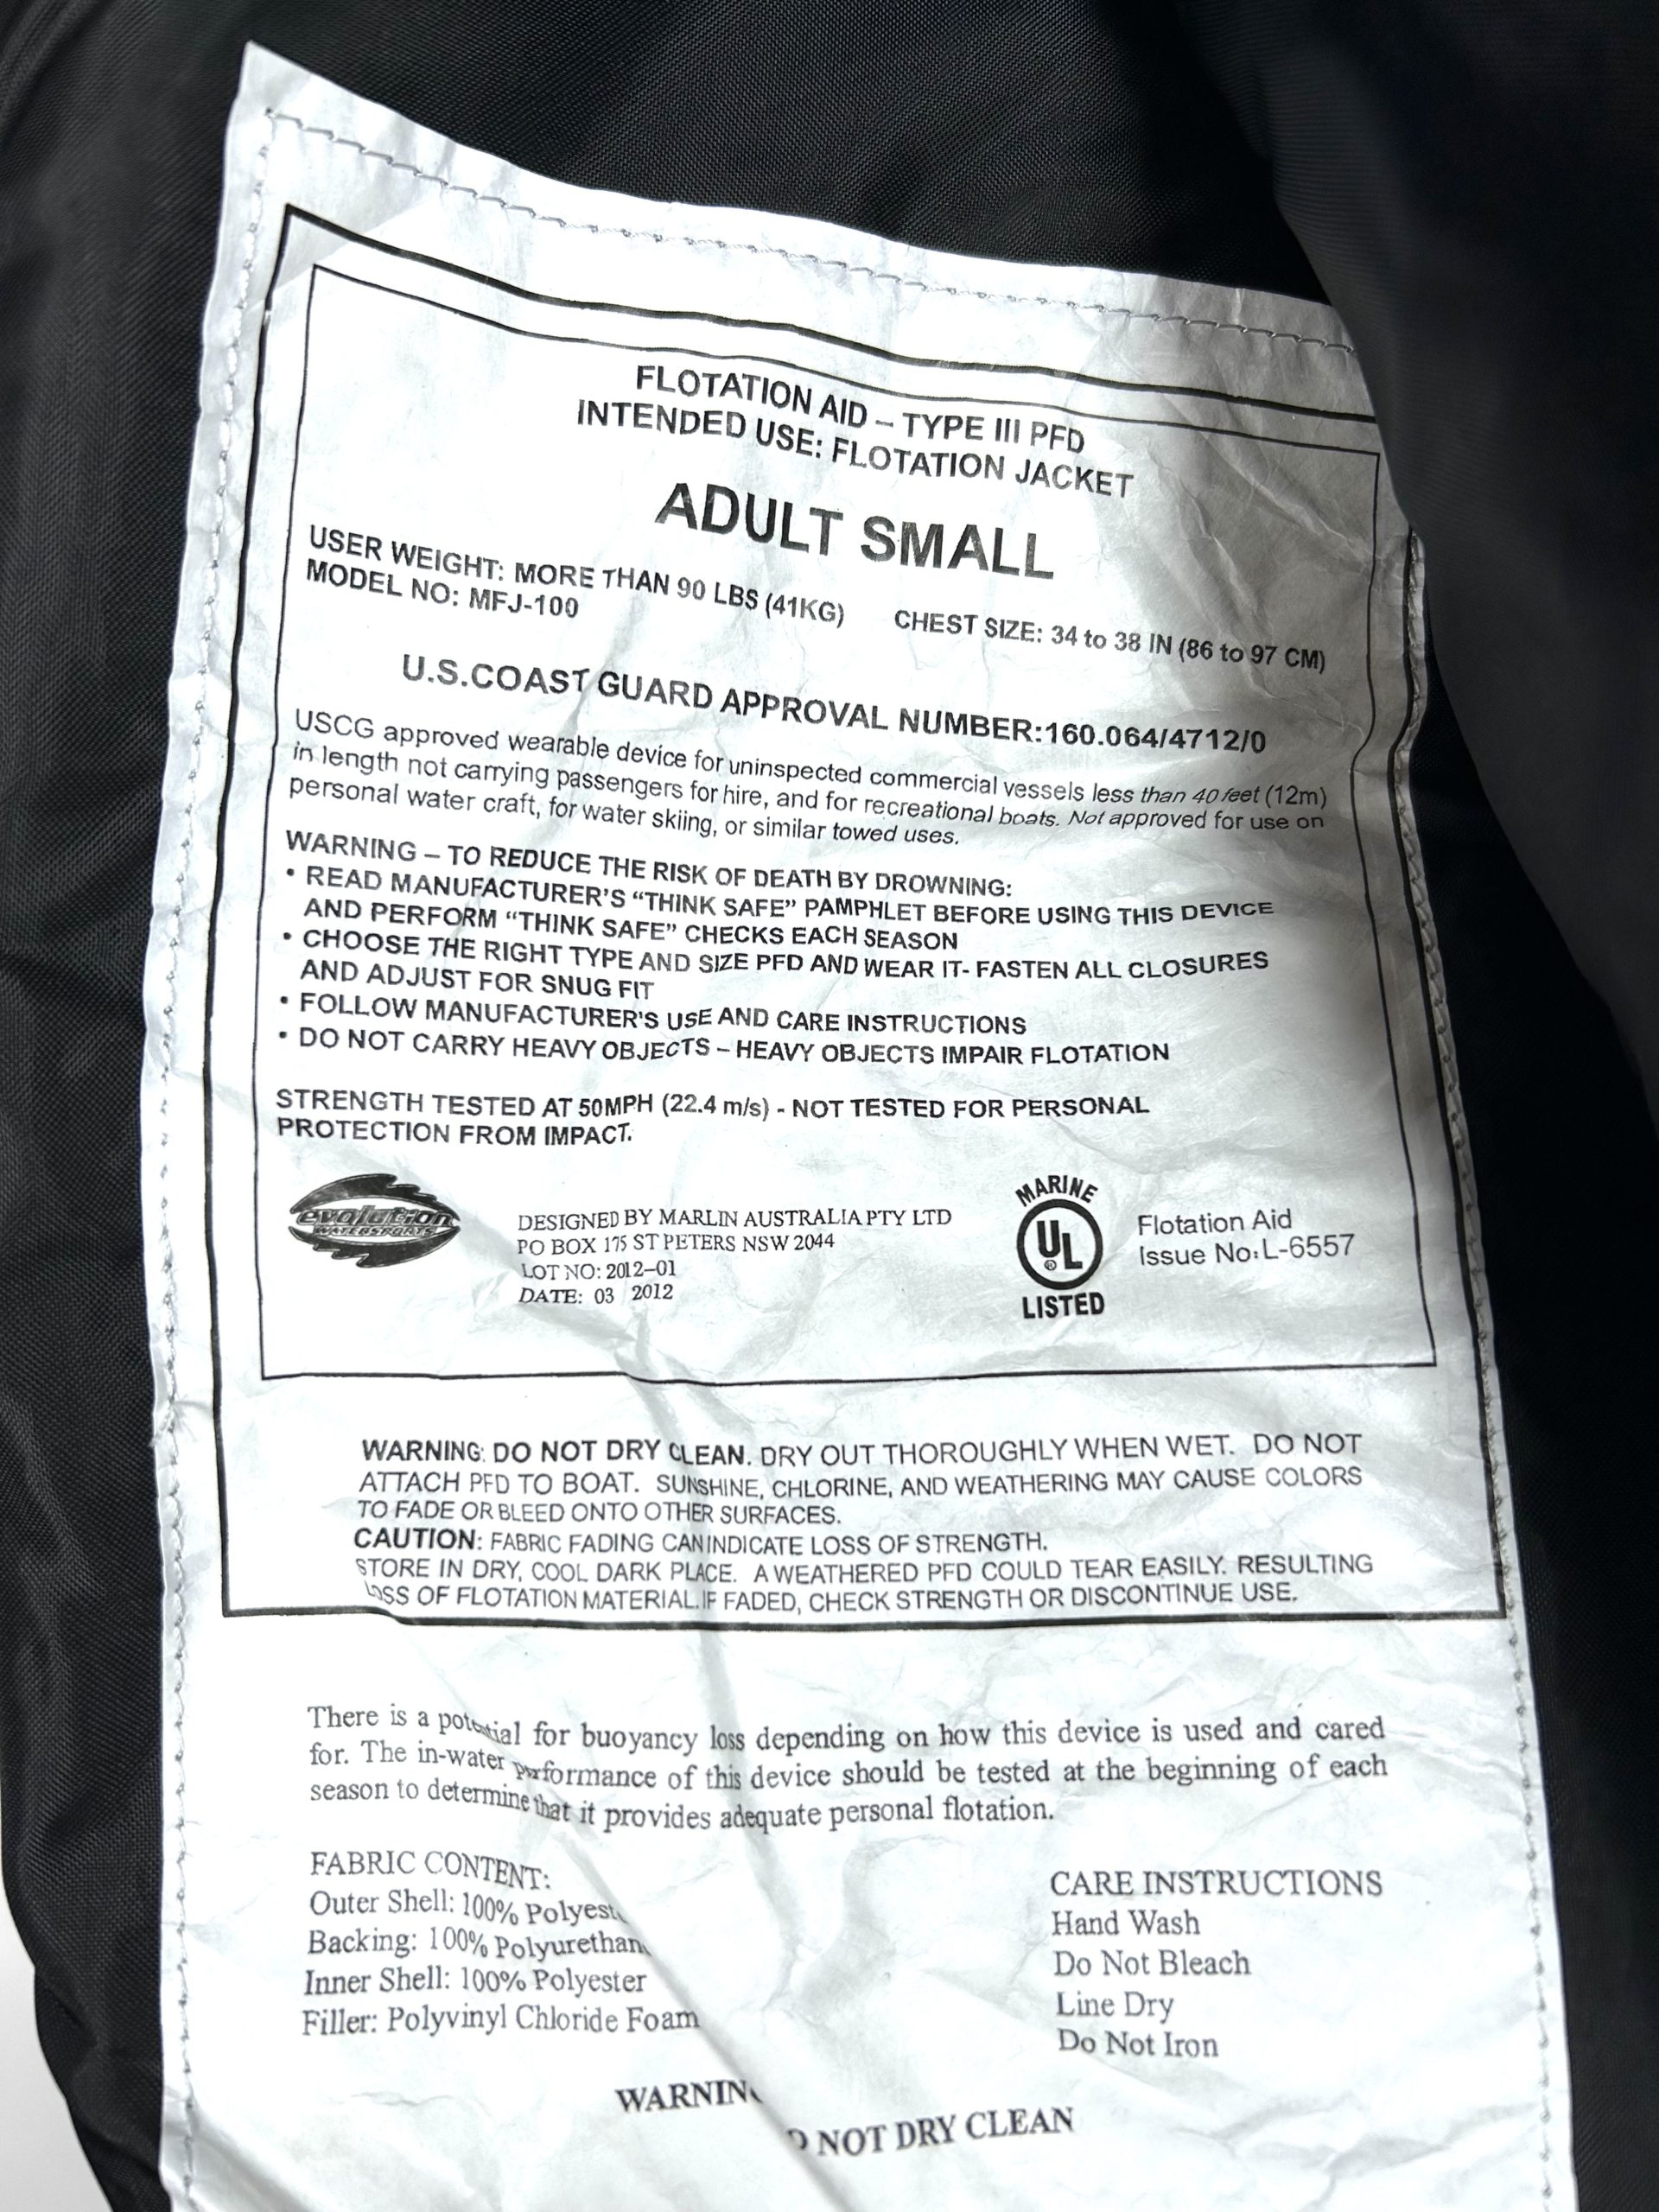 FLOTATION AID – TYPE III PFD
INTENDED USE: FLOTATION JACKET
ADULT SMALL
USER WEIGHT: MORE THAN 90 LBS (41KG) CHEST SIZE: 34 to 38 IN (86 to 97 CM)
MODEL NO: MFJ-100
U.S.COAST GUARD APPROVAL NUMBER:160.064/4712/0
USCG approved wearable device for uninspected commercial vessels less than 40 feet (12m)
in length not carrying passengers for hire, and for recreational boats. Not approved for use on
personal water craft, for water skiing, or similar towed uses.
WARNING – TO REDUCE THE RISK OF DEATH BY DROWNING:
• READ MANUFACTURER'S “THINK SAFE” PAMPHLET BEFORE USING THIS DEVICE
AND PERFORM “THINK SAFE” CHECKS EACH SEASON
• CHOOSE THE RIGHT TYPE AND SIZE PFD AND WEAR IT- FASTEN ALL CLOSURES
AND ADJUST FOR SNUG FIT
• FOLLOW MANUFACTURER'S USE AND CARE INSTRUCTIONS
• DO NOT CARRY HEAVY OBJECTS – HEAVY OBJECTS IMPAIR FLOTATION
STRENGTH TESTED AT 50MPH (22.4 m/s) - NOT TESTED FOR PERSONAL
PROTECTION FROM IMPACT.
evolution
WATERSPORTS
DESIGNED BY MARLIN AUSTRALIA PTY LTD
PO BOX 175 ST PETERS NSW 2044
LOT NO: 2012-01
DATE: 03 2012
MARINE
UL ®
LISTED
Flotation Aid
Issue No:L-6557
WARNING: DO NOT DRY CLEAN. DRY OUT THOROUGHLY WHEN WET. DO NOT
ATTACH PFD TO BOAT. SUNSHINE, CHLORINE, AND WEATHERING MAY CAUSE COLORS
TO FADE OR BLEED ONTO OTHER SURFACES.
CAUTION: FABRIC FADING CAN INDICATE LOSS OF STRENGTH.
STORE IN DRY, COOL DARK PLACE. A WEATHERED PFD COULD TEAR EASILY. RESULTING
LOSS OF FLOTATION MATERIAL.IF FADED, CHECK STRENGTH OR DISCONTINUE USE.
There is a potential for buoyancy loss depending on how this device is used and cared
for. The in-water performance of this device should be tested at the beginning of each
season to determine that it provides adequate personal flotation.
FABRIC CONTENT:
Outer Shell: 100% Polyest
Backing: 100% Polyurethan
Inner Shell: 100% Polyester
Filler: Polyvinyl Chloride Foam
CARE INSTRUCTIONS
Hand Wash
Do Not Bleach
Line Dry
Do Not Iron
WARNIN
NOT DRY CLEAN